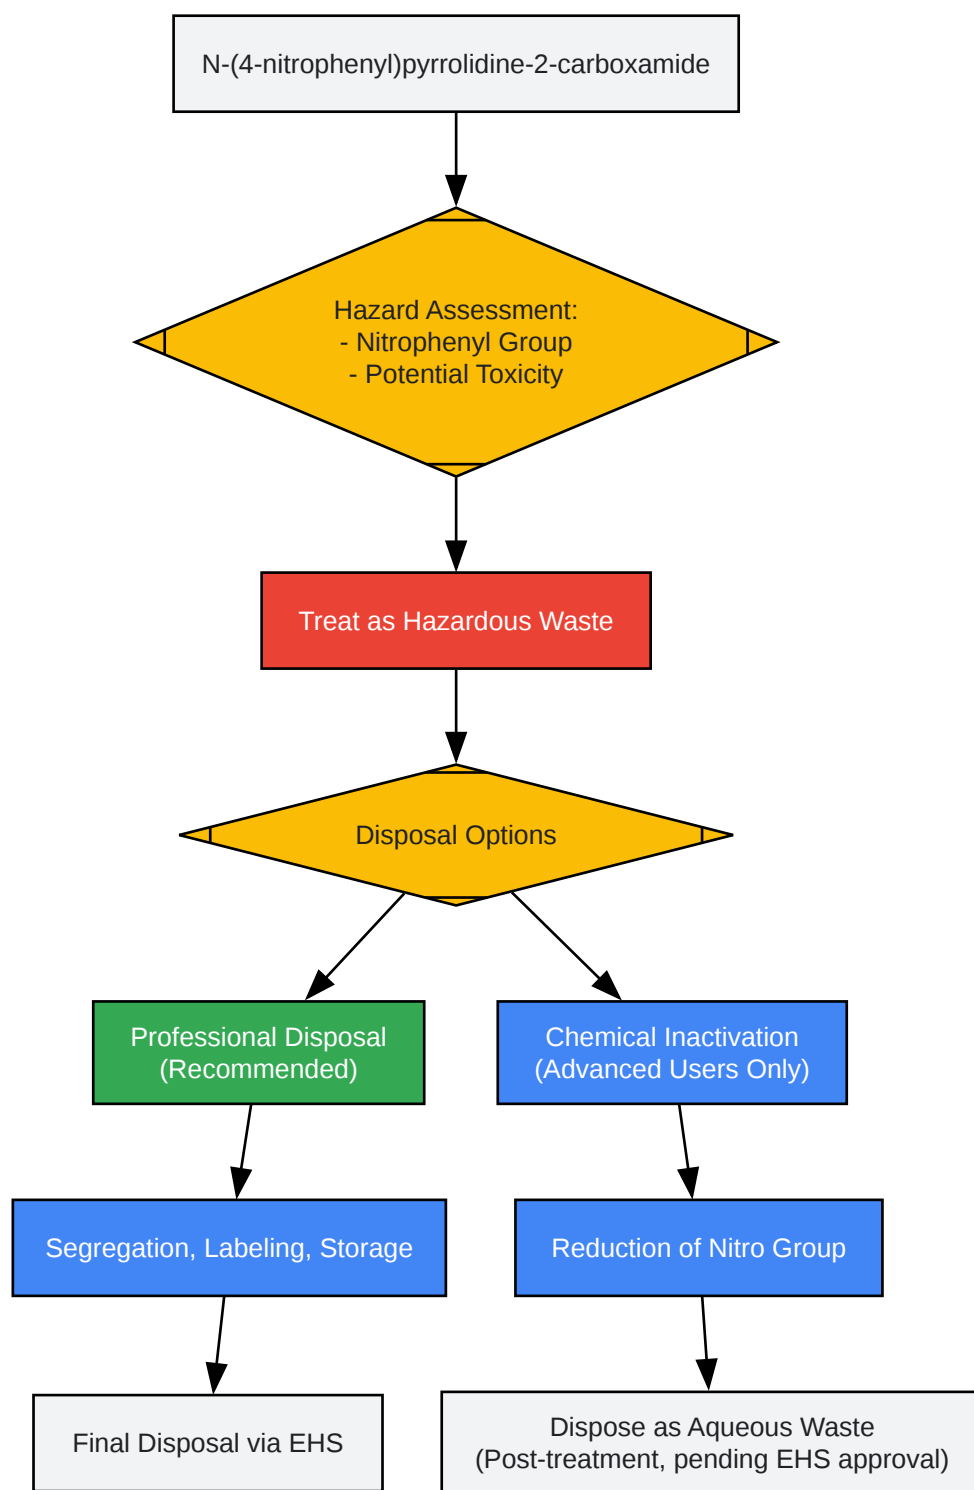 N-(4-nitrophenyl)pyrrolidine-2-carboxamide
Hazard Assessment:
- Nitrophenyl Group
- Potential Toxicity
Treat as Hazardous Waste
Disposal Options
Professional Disposal
(Recommended)
Chemical Inactivation
(Advanced Users Only)
Segregation, Labeling, Storage
Reduction of Nitro Group
Final Disposal via EHS
Dispose as Aqueous Waste
(Post-treatment, pending EHS approval)